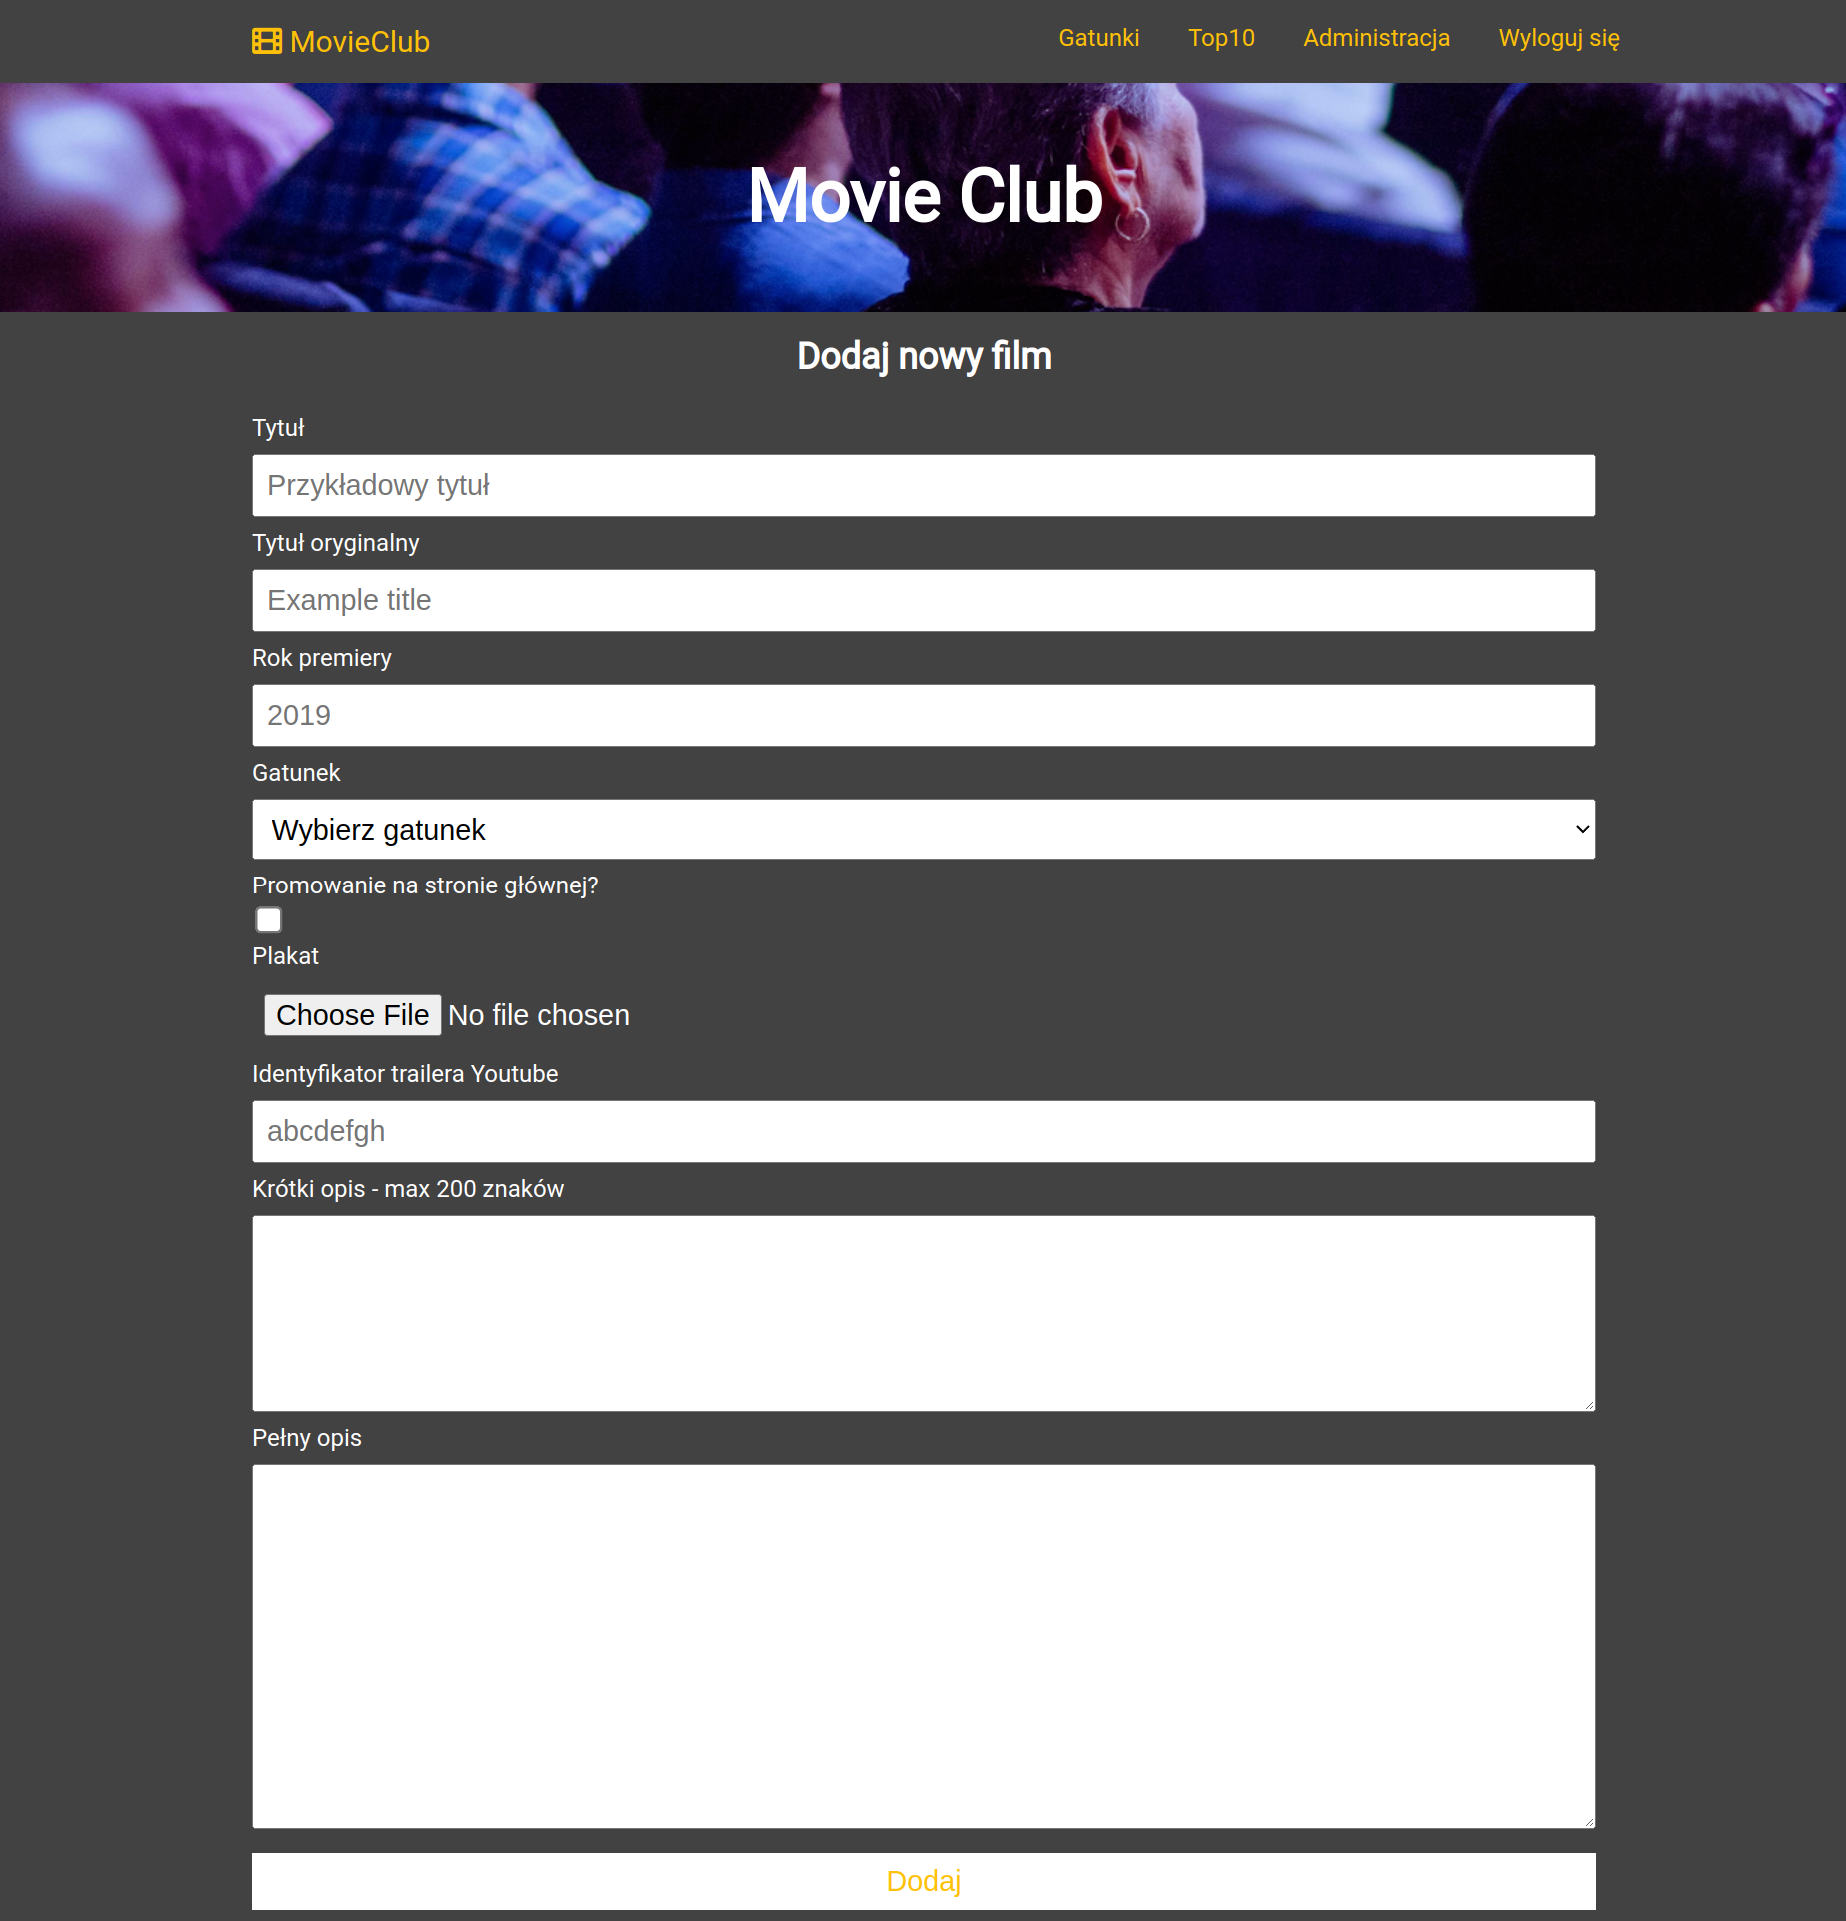 MovieClub
Gatunki Top10 Administracja Wyloguj się
Movie Club
Dodaj nowy film
Tytuł
Przykładowy tytuł
Tytuł oryginalny
Example title
Rok premiery
2019
Gatunek
Wybierz gatunek
Promowanie na stronie głównej?
Plakat
Choose File No file chosen
Identyfikator trailera Youtube
abcdefgh
Krótki opis - max 200 znaków
Pełny opis
Dodaj